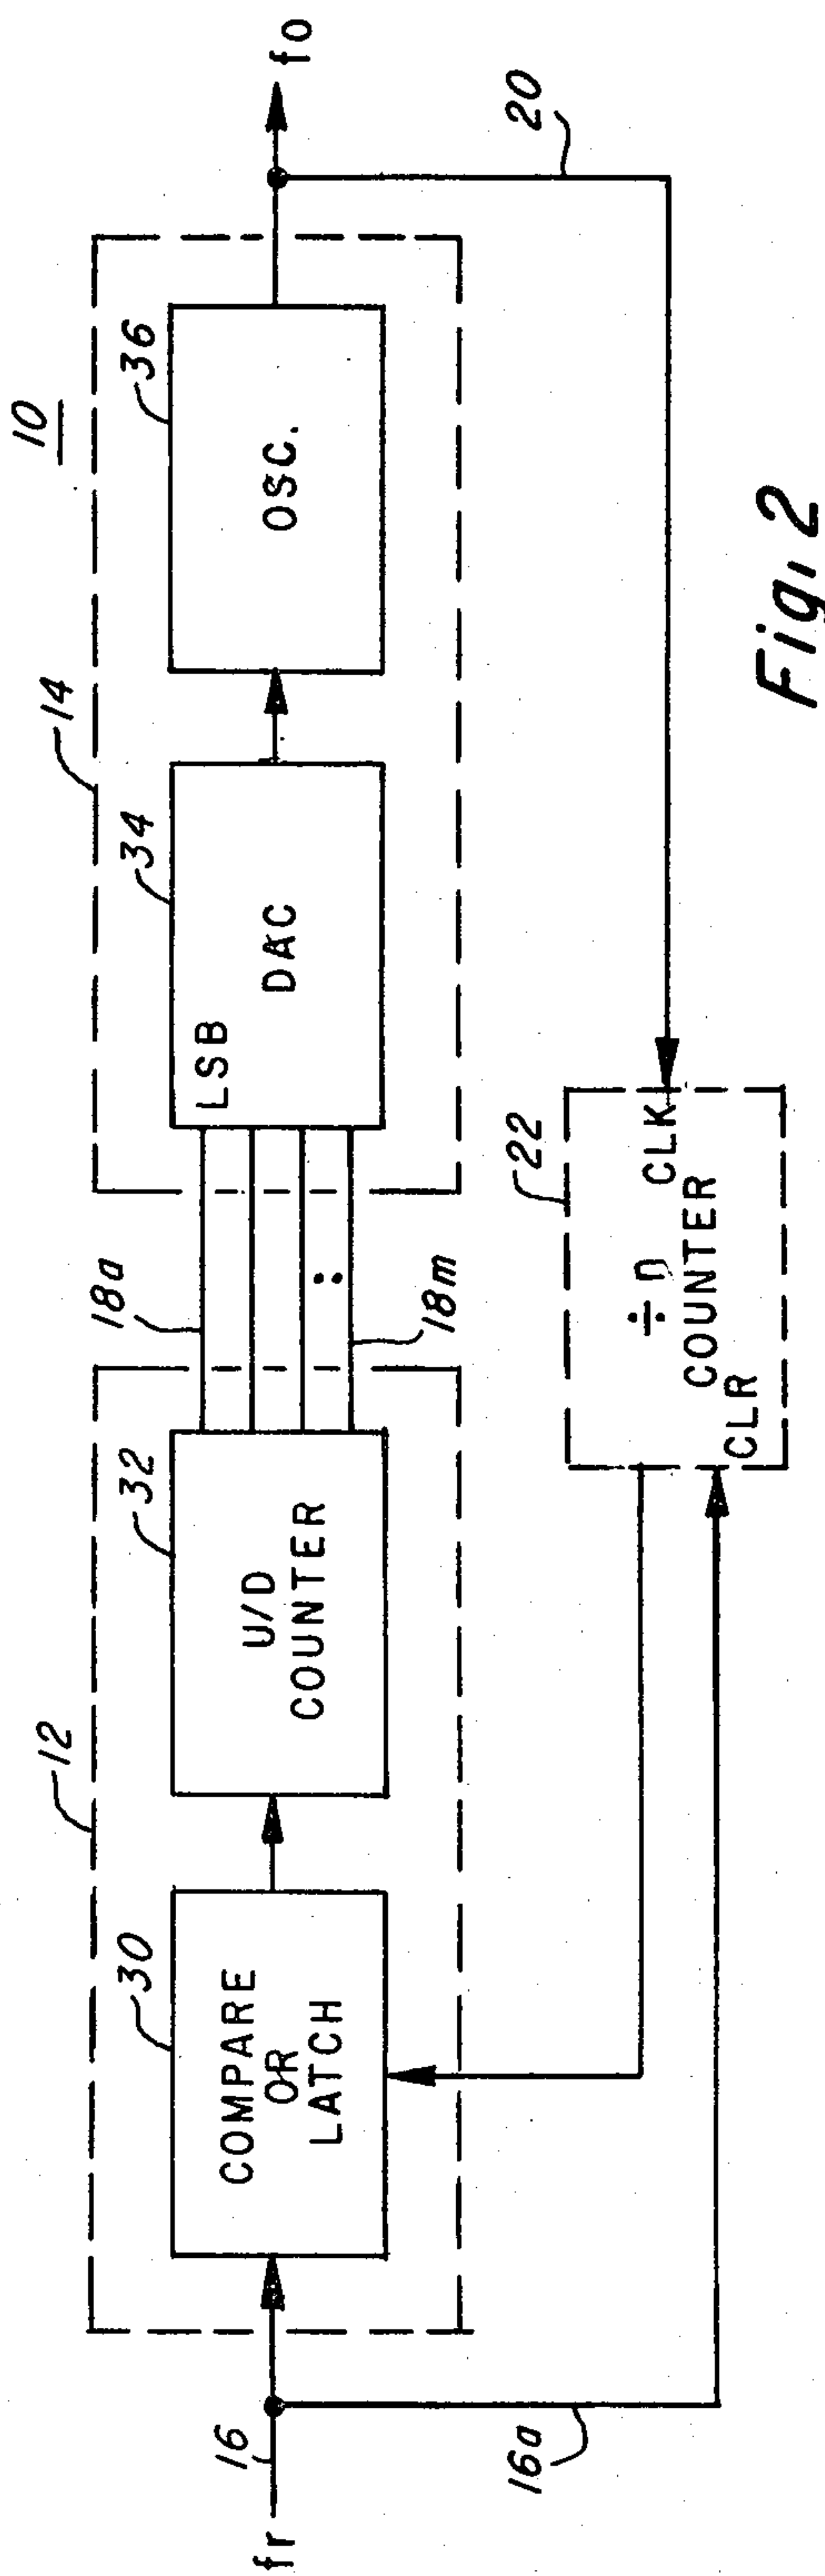 10
12
14
30
32
34
36
fr
16
COMPARE
OR
LATCH
U/D
COUNTER
18a
18m
LSB
DAC
OSC.
fo
16a
22
÷ n
COUNTER
CLK
CLR
20
Fig. 2